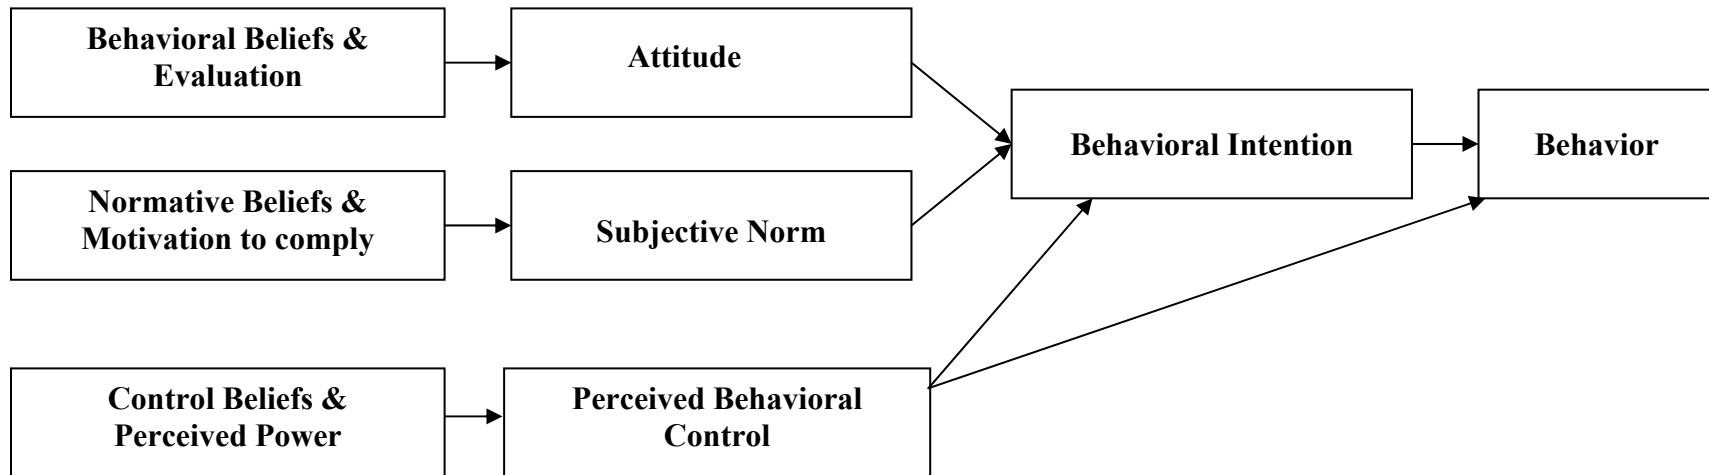 Behavioral Beliefs &
Evaluation
Attitude
Behavioral Intention
Behavior
Normative Beliefs &
Motivation to comply
Subjective Norm
Control Beliefs &
Perceived Power
Perceived Behavioral
Control